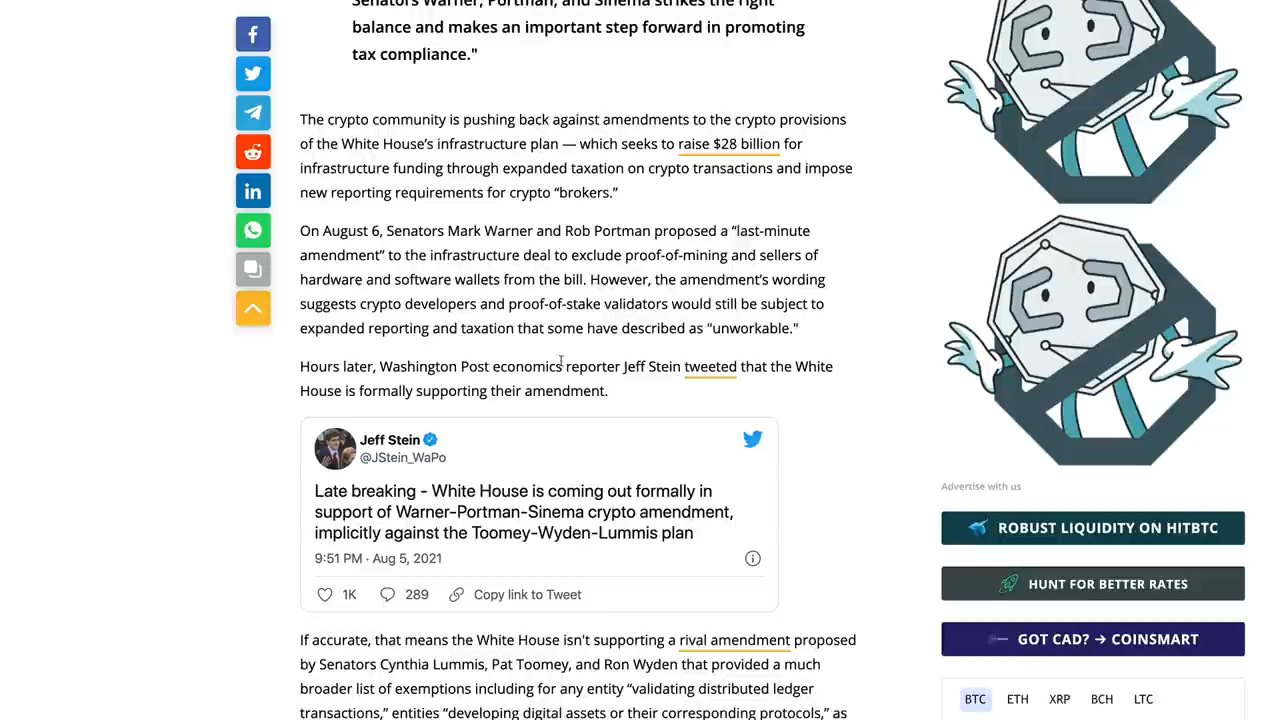 Senators Warner, Portman, and Sinema strikes the right
balance and makes an important step forward in promoting
tax compliance."
The crypto community is pushing back against amendments to the crypto provisions
of the White House’s infrastructure plan — which seeks to raise $28 billion for
infrastructure funding through expanded taxation on crypto transactions and impose
new reporting requirements for crypto “brokers.”
On August 6, Senators Mark Warner and Rob Portman proposed a “last-minute
amendment” to the infrastructure deal to exclude proof-of-mining and sellers of
hardware and software wallets from the bill. However, the amendment’s wording
suggests crypto developers and proof-of-stake validators would still be subject to
expanded reporting and taxation that some have described as "unworkable."
Hours later, Washington Post economics reporter Jeff Stein tweeted that the White
House is formally supporting their amendment.
Jeff Stein
@JStein_WaPo
Late breaking - White House is coming out formally in
support of Warner-Portman-Sinema crypto amendment,
implicitly against the Toomey-Wyden-Lummis plan
9:51 PM · Aug 5, 2021
1K 289 Copy link to Tweet
If accurate, that means the White House isn't supporting a rival amendment proposed
by Senators Cynthia Lummis, Pat Toomey, and Ron Wyden that provided a much
broader list of exemptions including for any entity “validating distributed ledger
transactions,” entities “developing digital assets or their corresponding protocols,” as
Advertise with us
ROBUST LIQUIDITY ON HITBTC
HUNT FOR BETTER RATES
GOT CAD? → COINSMART
BTC ETH XRP BCH LTC